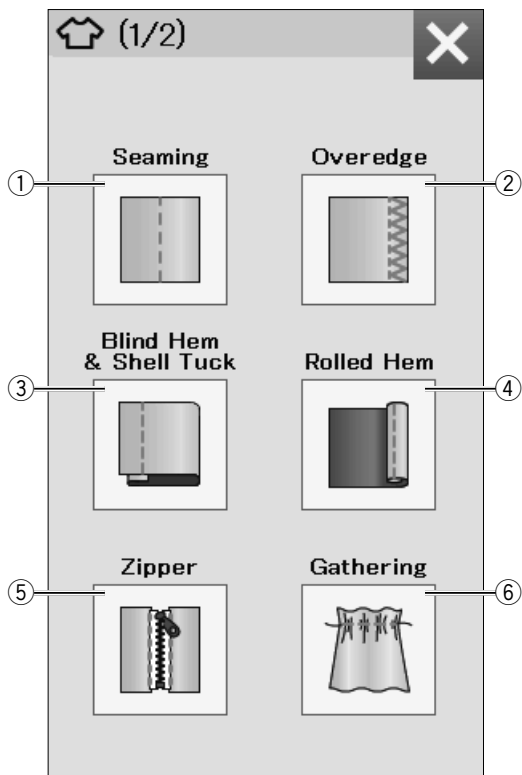 (1/2)
Seaming
Overedge
① ②
Blind Hem
& Shell Tuck
Rolled Hem
③ ④
Zipper
Gathering
⑤ ⑥